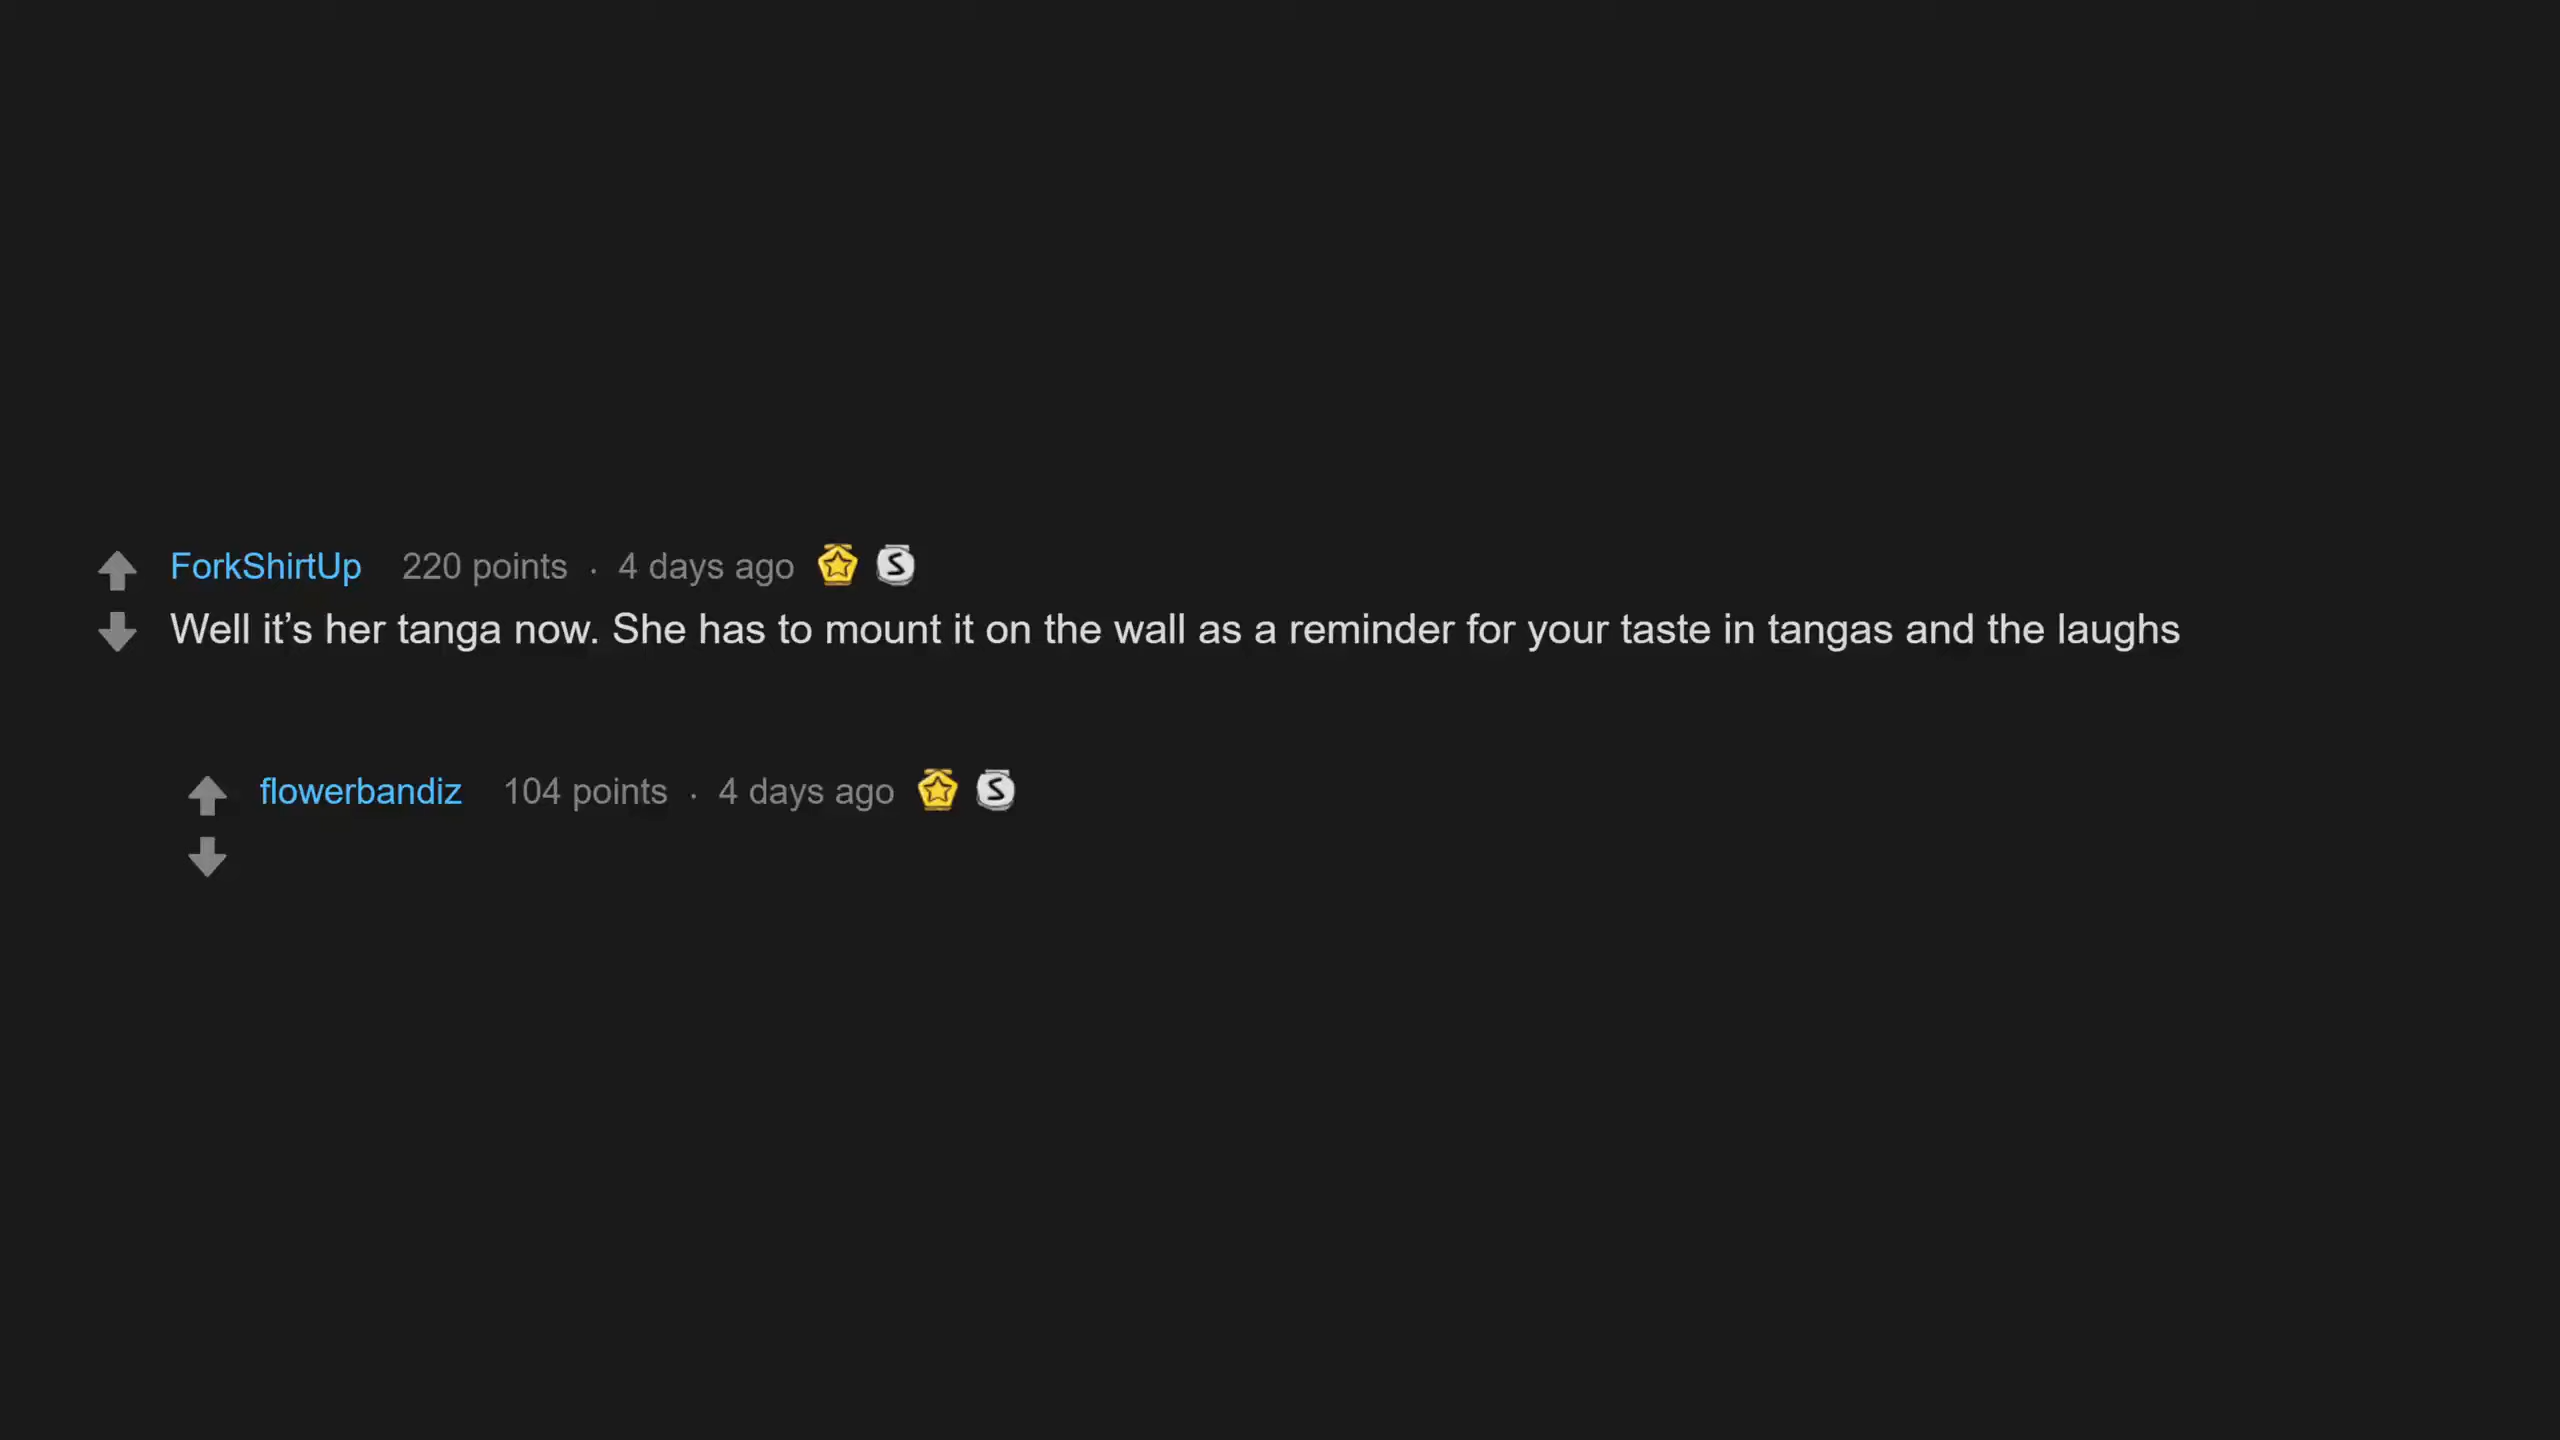 ForkShirtUp 220 points · 4 days ago S
Well it’s her tanga now. She has to mount it on the wall as a reminder for your taste in tangas and the laughs
flowerbandiz 104 points · 4 days ago S